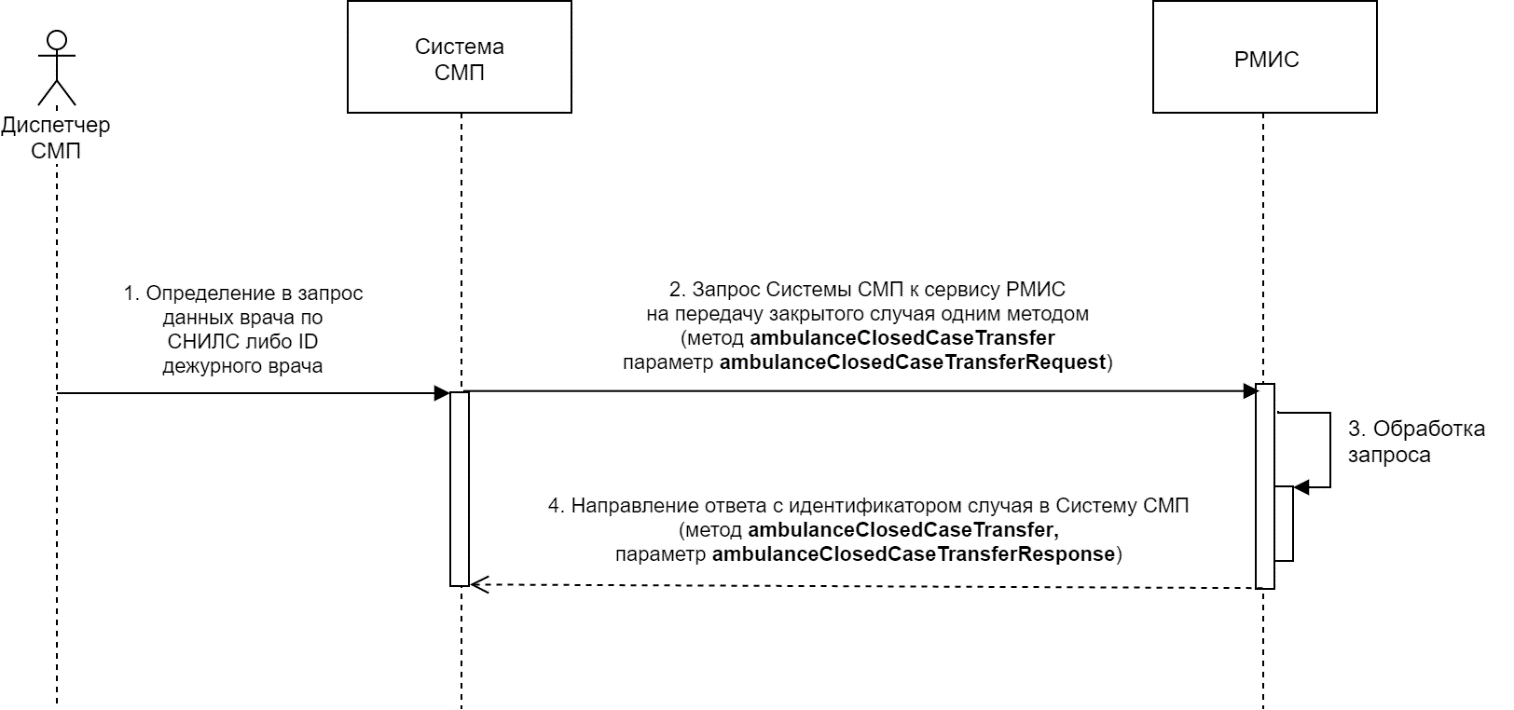 Система
СМП
РМИС
Диспетчер
СМП
1. Определение в запрос
данных врача по
СНИЛС либо ID
дежурного врача
2. Запрос Системы СМП к сервису РМИС
на передачу закрытого случая одним методом
(метод ambulanceClosedCaseTransfer
параметр ambulanceClosedCaseTransferRequest)
3. Обработка
запроса
4. Направление ответа с идентификатором случая в Систему СМП
(метод ambulanceClosedCaseTransfer,
параметр ambulanceClosedCaseTransferResponse)